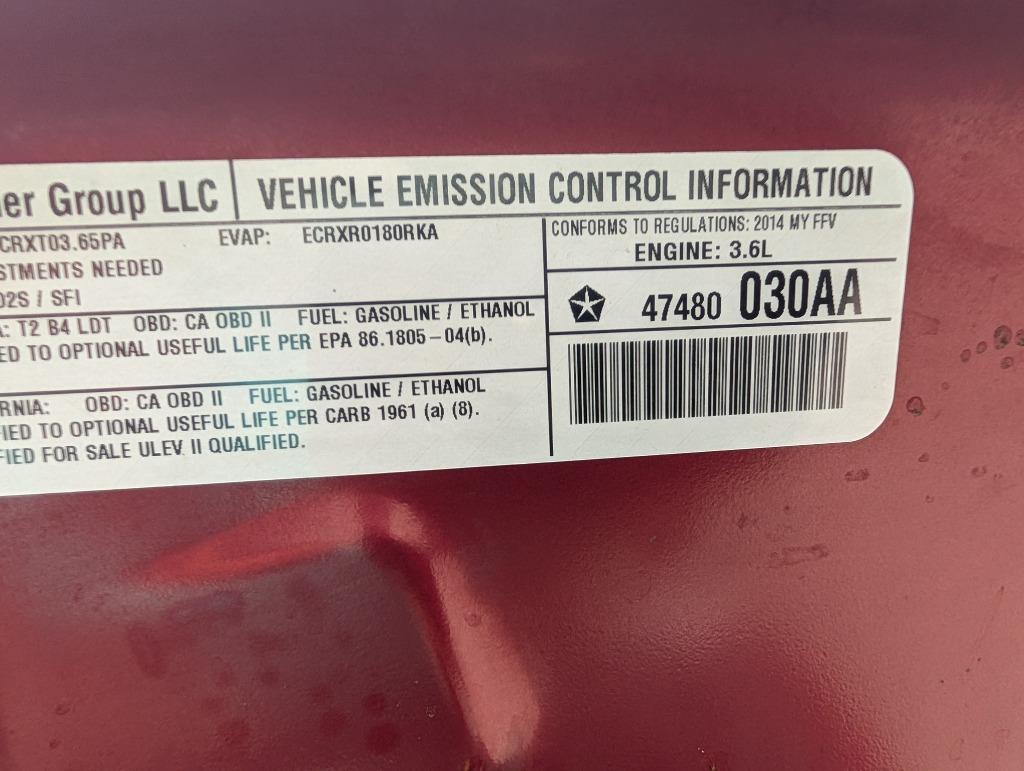 er Group LLC
VEHICLE EMISSION CONTROL INFORMATION
CRXT03.65PA EVAP: ECRXR0180RKA
STMENTS NEEDED
O2S / SFI
A: T2 B4 LDT OBD: CA OBD II FUEL: GASOLINE / ETHANOL
ED TO OPTIONAL USEFUL LIFE PER EPA 86.1805–04(b).
RNIA: OBD: CA OBD II FUEL: GASOLINE / ETHANOL
IED TO OPTIONAL USEFUL LIFE PER CARB 1961 (a) (8).
FIED FOR SALE ULEV II QUALIFIED.
CONFORMS TO REGULATIONS: 2014 MY FFV
ENGINE: 3.6L
47480 030AA